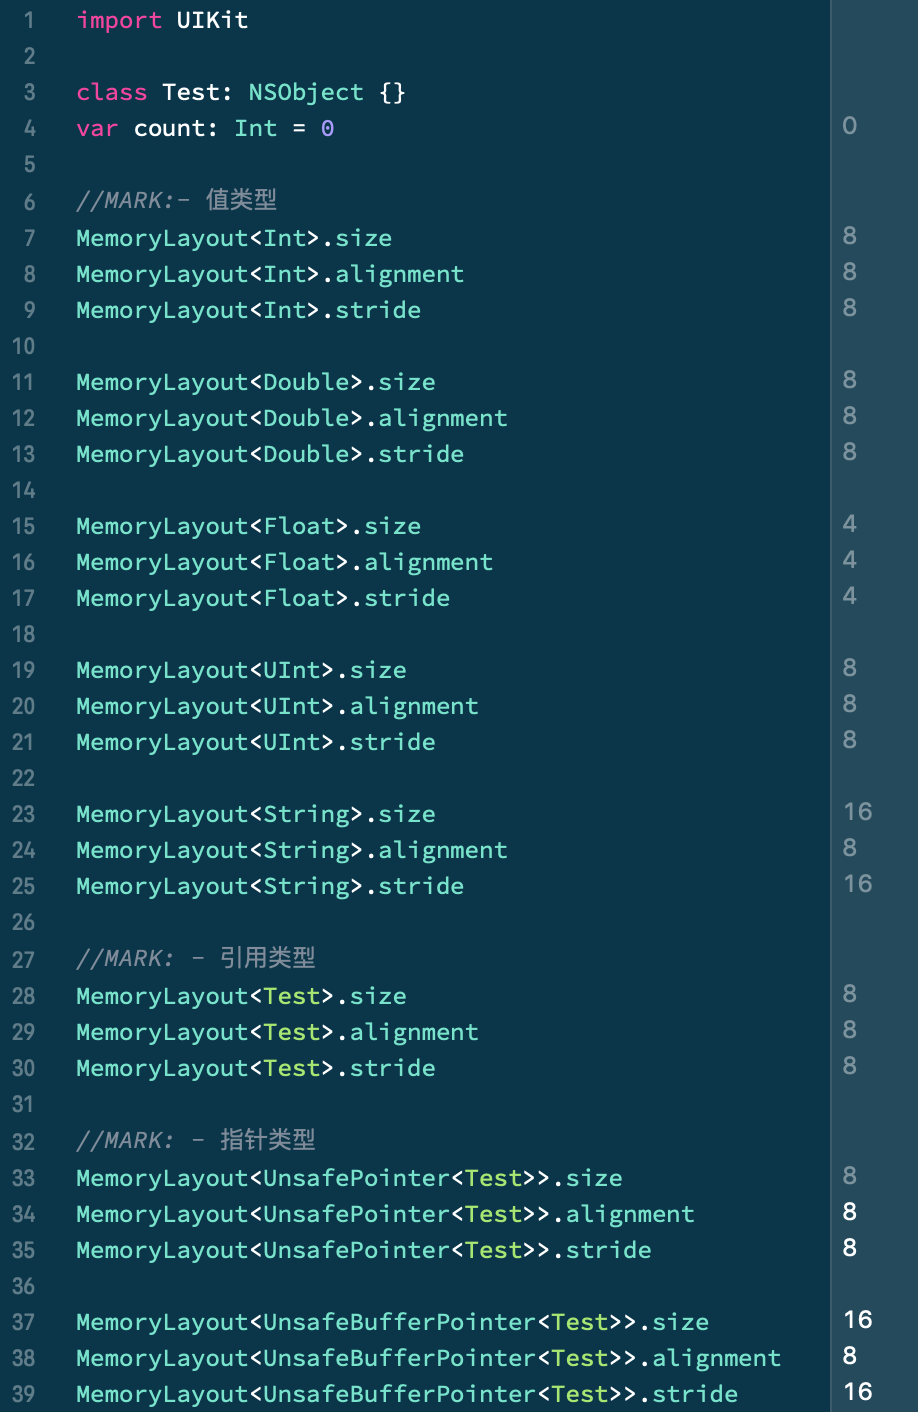 1 import UIKit
2
3 class Test: NSObject {}
4 var count: Int = 0 0
5
6 //MARK:- 值类型
7 MemoryLayout<Int>.size 8
8 MemoryLayout<Int>.alignment 8
9 MemoryLayout<Int>.stride 8
10
11 MemoryLayout<Double>.size 8
12 MemoryLayout<Double>.alignment 8
13 MemoryLayout<Double>.stride 8
14
15 MemoryLayout<Float>.size 4
16 MemoryLayout<Float>.alignment 4
17 MemoryLayout<Float>.stride 4
18
19 MemoryLayout<UInt>.size 8
20 MemoryLayout<UInt>.alignment 8
21 MemoryLayout<UInt>.stride 8
22
23 MemoryLayout<String>.size 16
24 MemoryLayout<String>.alignment 8
25 MemoryLayout<String>.stride 16
26
27 //MARK: - 引用类型
28 MemoryLayout<Test>.size 8
29 MemoryLayout<Test>.alignment 8
30 MemoryLayout<Test>.stride 8
31
32 //MARK: - 指针类型
33 MemoryLayout<UnsafePointer<Test>>.size 8
34 MemoryLayout<UnsafePointer<Test>>.alignment 8
35 MemoryLayout<UnsafePointer<Test>>.stride 8
36
37 MemoryLayout<UnsafeBufferPointer<Test>>.size 16
38 MemoryLayout<UnsafeBufferPointer<Test>>.alignment 8
39 MemoryLayout<UnsafeBufferPointer<Test>>.stride 16